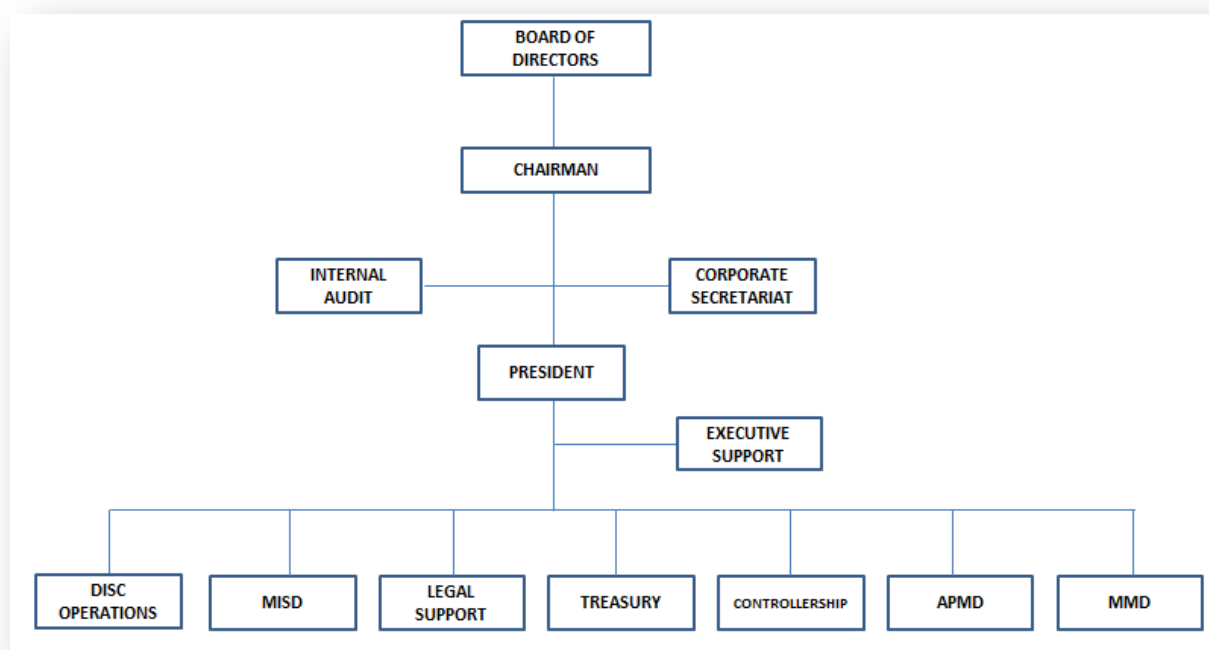 BOARD OF
DIRECTORS
CHAIRMAN
INTERNAL
AUDIT
CORPORATE
SECRETARIAT
PRESIDENT
EXECUTIVE
SUPPORT
DISC
OPERATIONS
MISD
LEGAL
SUPPORT
TREASURY
CONTROLLERSHIP
APMD
MMD